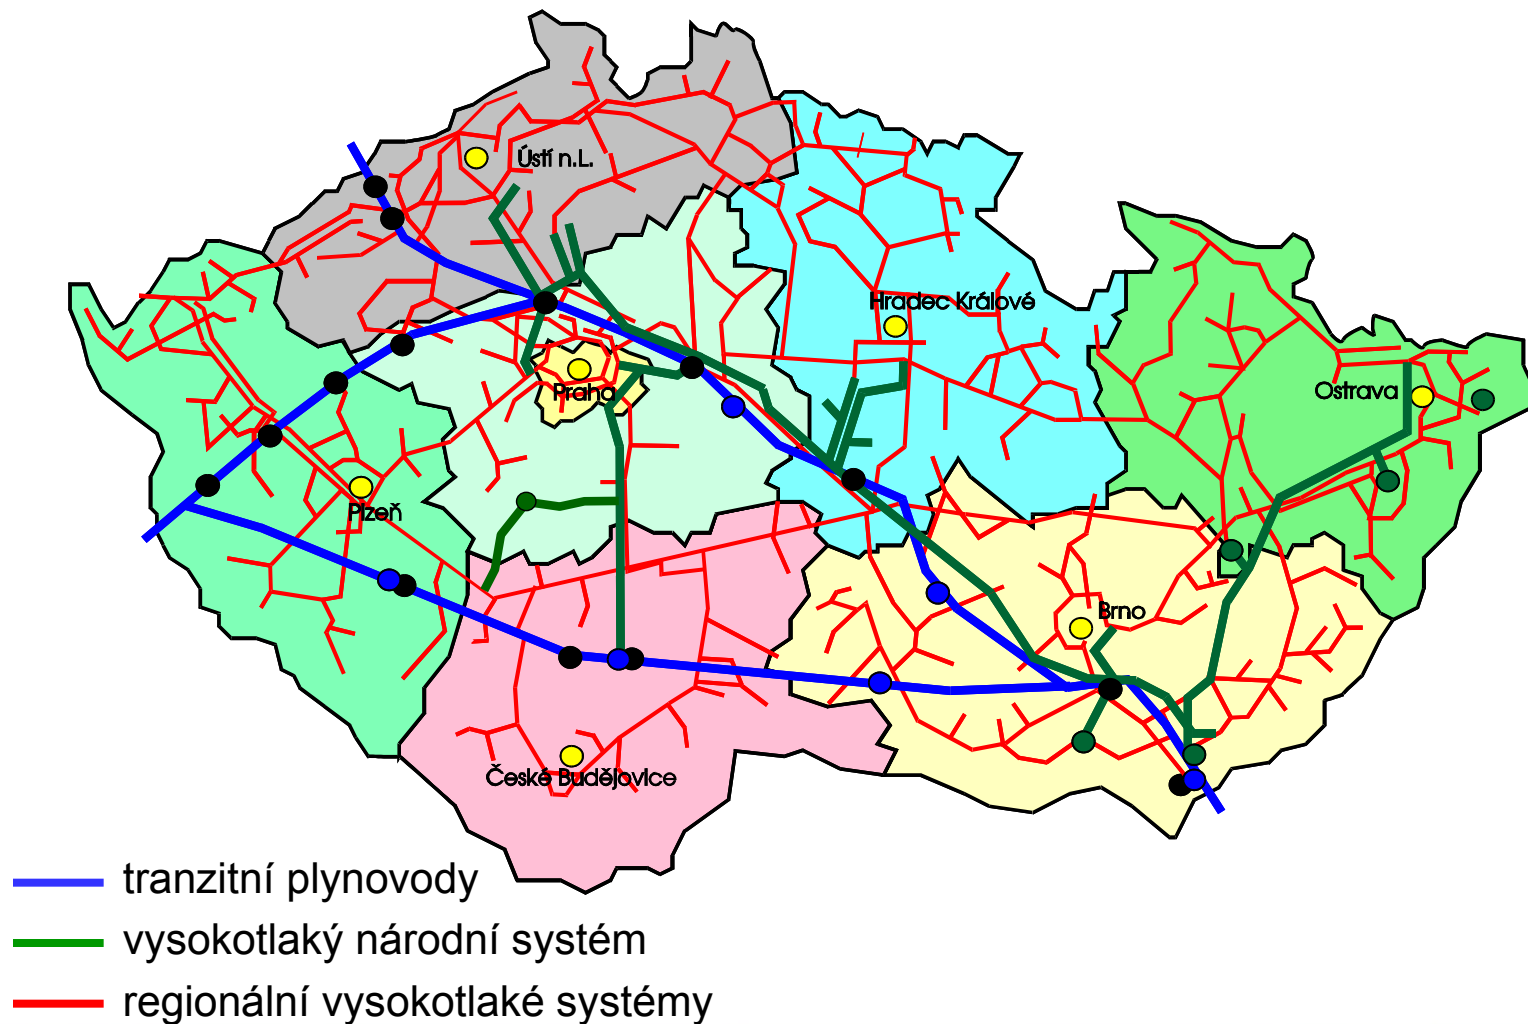 Ústí n.L.
Hradec Králové
Praha
Ostrava
Plzeň
Brno
České Budějovice
tranzitní plynovody
vysokotlaký národní systém
regionální vysokotlaké systémy